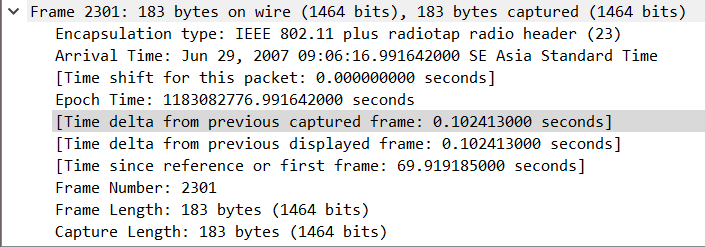 Frame 2301: 183 bytes on wire (1464 bits), 183 bytes captured (1464 bits)
Encapsulation type: IEEE 802.11 plus radiotap radio header (23)
Arrival Time: Jun 29, 2007 09:06:16.991642000 SE Asia Standard Time
[Time shift for this packet: 0.000000000 seconds]
Epoch Time: 1183082776.991642000 seconds
[Time delta from previous captured frame: 0.102413000 seconds]
[Time delta from previous displayed frame: 0.102413000 seconds]
[Time since reference or first frame: 69.919185000 seconds]
Frame Number: 2301
Frame Length: 183 bytes (1464 bits)
Capture Length: 183 bytes (1464 bits)